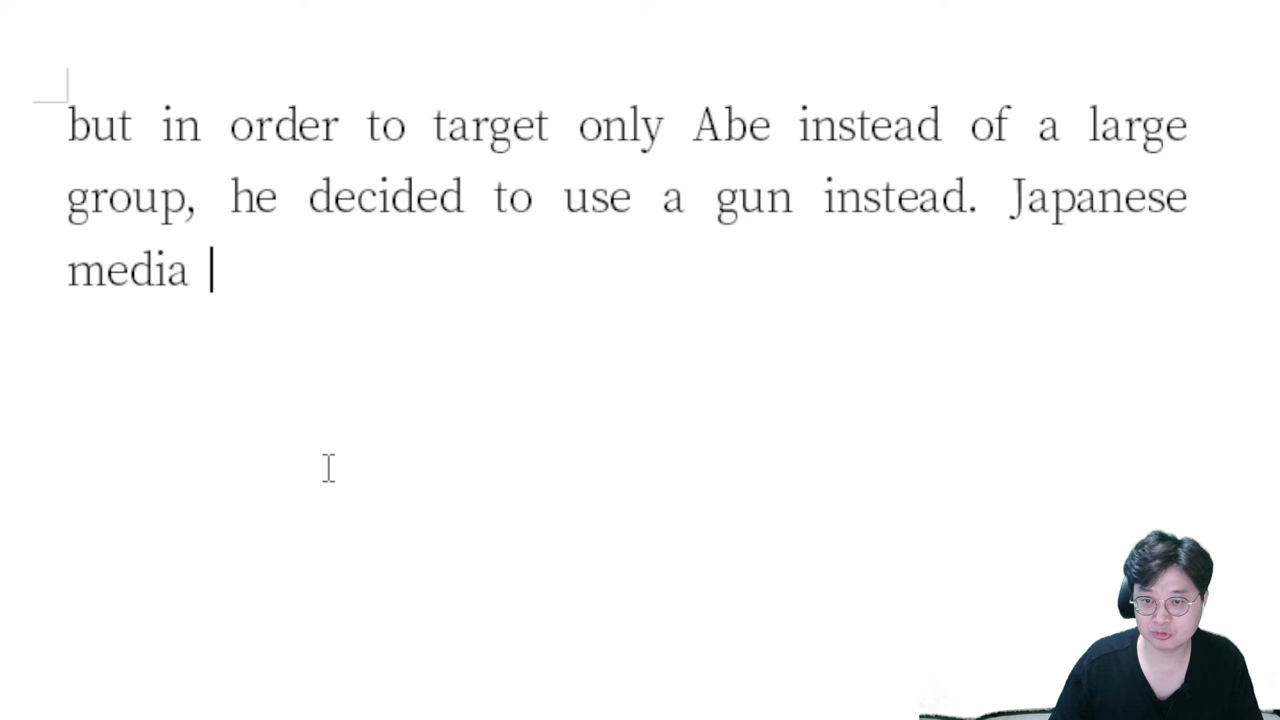 but in order to target only Abe instead of a large
group, he decided to use a gun instead. Japanese
media